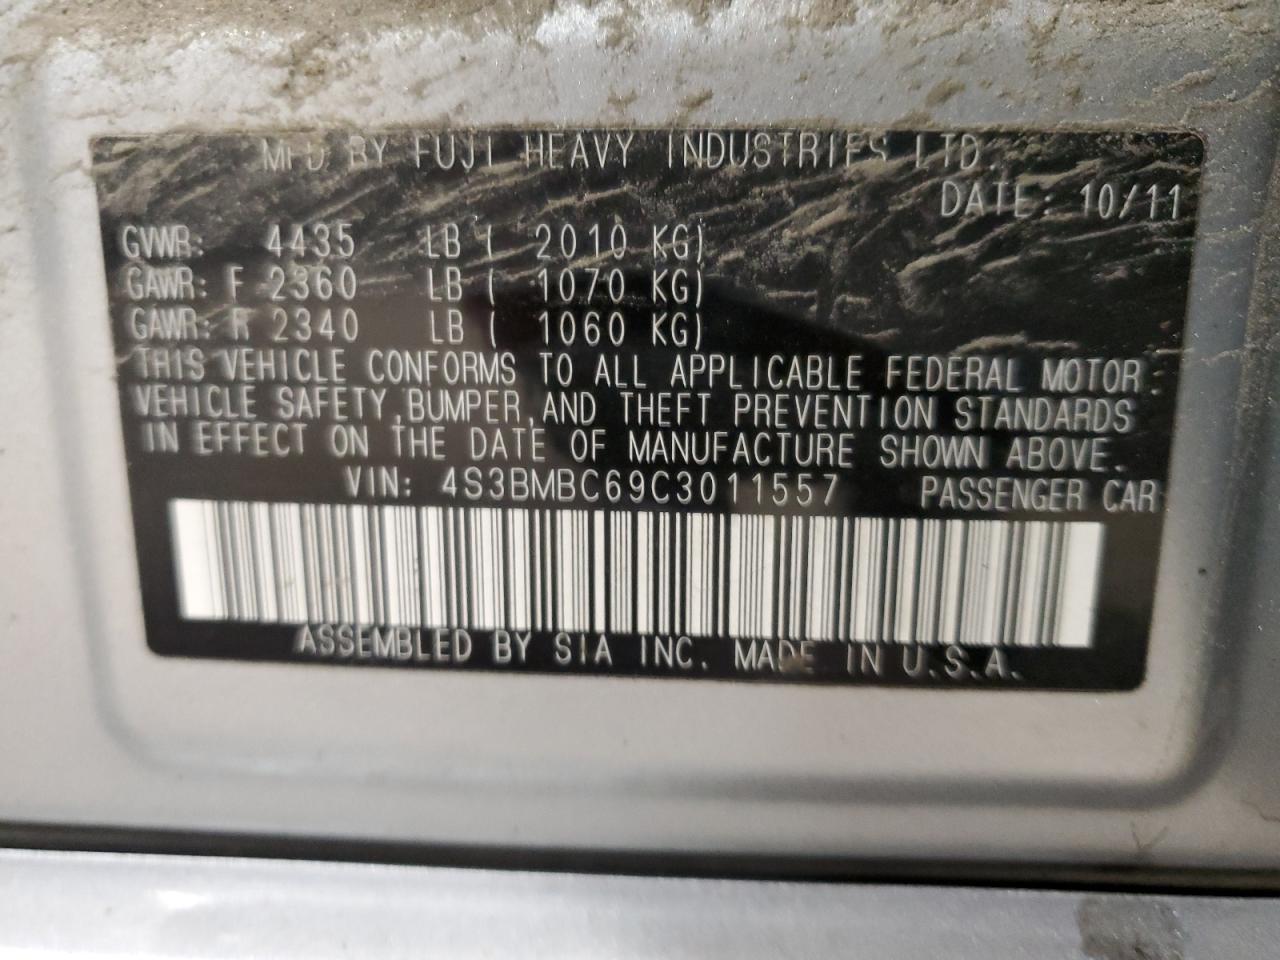 MFD BY FUJI HEAVY INDUSTRIES LTD.
DATE: 10/11
GVWR: 4435 LB ( 2010 KG)
GAWR: F 2360 LB ( 1070 KG)
GAWR: R 2340 LB ( 1060 KG)
THIS VEHICLE CONFORMS TO ALL APPLICABLE FEDERAL MOTOR
VEHICLE SAFETY,BUMPER,AND THEFT PREVENTION STANDARDS
IN EFFECT ON THE DATE OF MANUFACTURE SHOWN ABOVE.
VIN: 4S3BMBC69C3011557 PASSENGER CAR
ASSEMBLED BY SIA INC. MADE IN U.S.A.